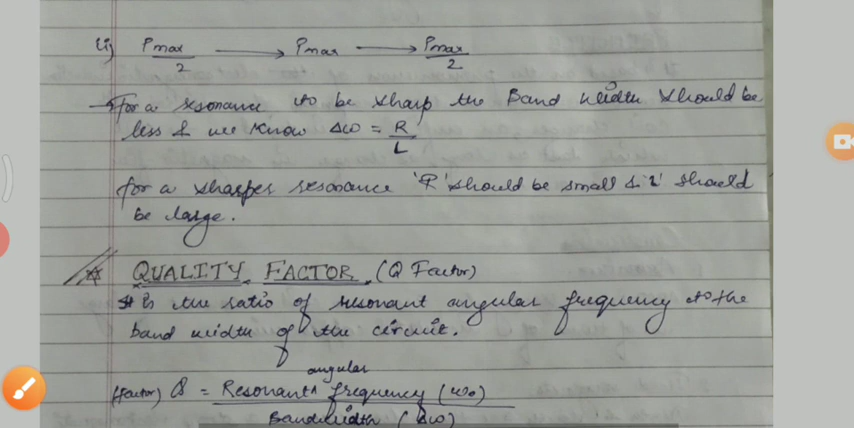 (i) Pmax/2 → Pmax → Pmax/2
→ For a resonance to be sharp the Band width should be
less & we know Δω = R/L
for a sharper resonance 'R' should be small & 'L' should
be large.
☆ QUALITY FACTOR (Q Factor)
It is the ratio of resonant angular frequency to the
band width of the circuit.
(factor) Q = Resonant angular frequency (ω₀)
Bandwidth (Δω)